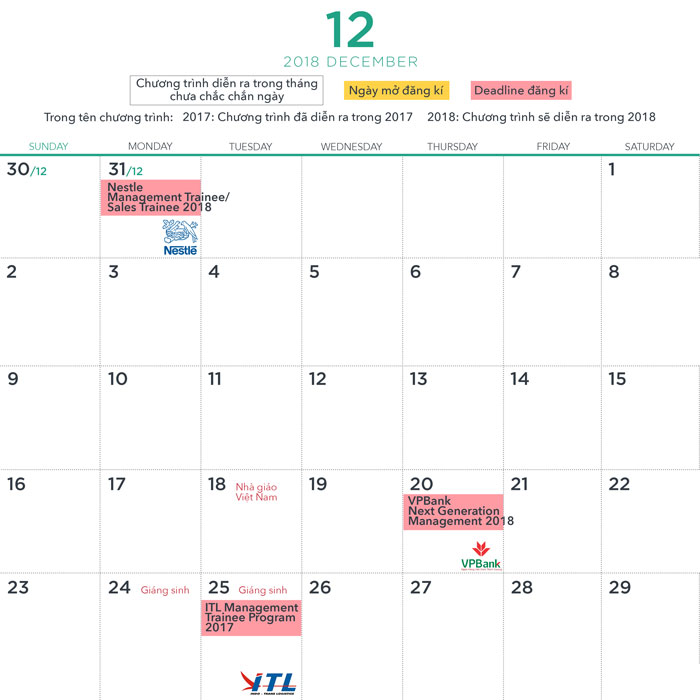 12
2018 DECEMBER
Chương trình diễn ra trong tháng
chưa chắc chắn ngày
Ngày mở đăng kí
Deadline đăng kí
Trong tên chương trình: 2017: Chương trình đã diễn ra trong 2017 2018: Chương trình sẽ diễn ra trong 2018
SUNDAY MONDAY TUESDAY WEDNESDAY THURSDAY FRIDAY SATURDAY
30/12 31/12 1
Nestle
Management Trainee/
Sales Trainee 2018
Nestlé
2 3 4 5 6 7 8
9 10 11 12 13 14 15
16 17 18 Nhà giáo 19 20 21 22
Việt Nam
VPBank
Next Generation
Management 2018
VPBank
23 24 Giáng sinh 25 Giáng sinh 26 27 28 29
ITL Management
Trainee Program
2017
ITL